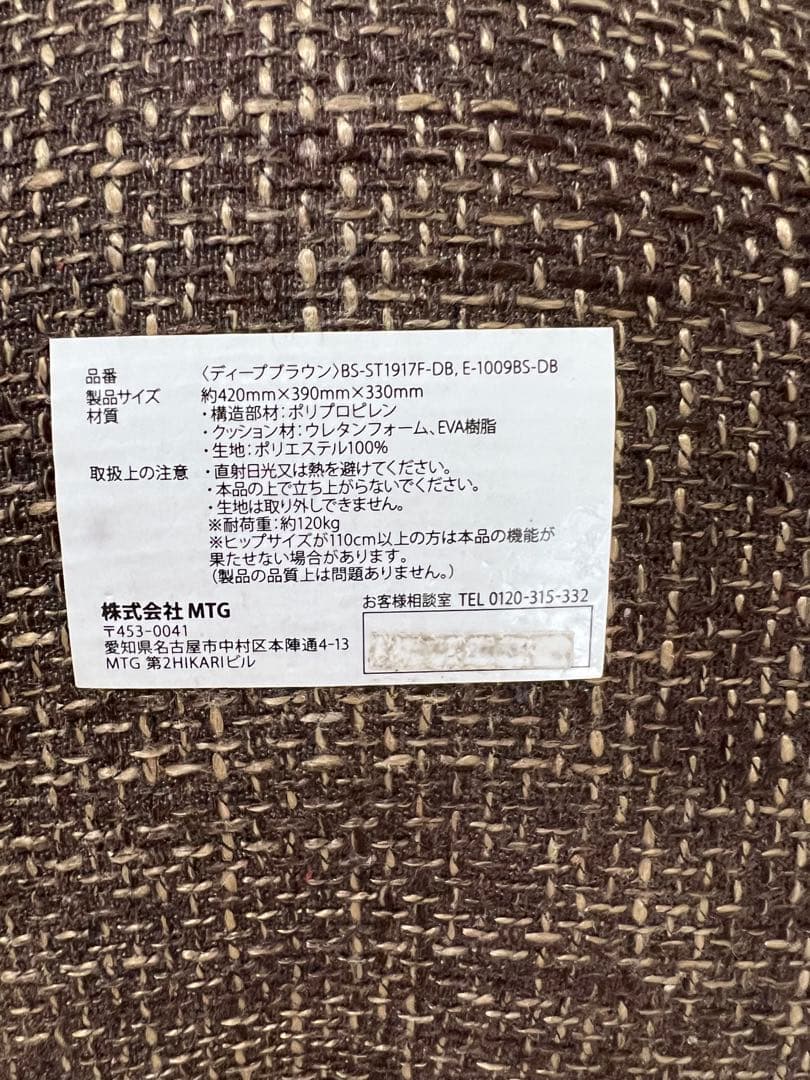 品番 〈ディープブラウン〉BS-ST1917F-DB, E-1009BS-DB
製品サイズ 約420mm×390mm×330mm
材質 ・構造部材：ポリプロピレン
・クッション材：ウレタンフォーム、EVA樹脂
・生地：ポリエステル100%
取扱上の注意 ・直射日光又は熱を避けてください。
・本品の上で立ち上がらないでください。
・生地は取り外しできません。
※耐荷重：約120kg
※ヒップサイズが110cm以上の方は本品の機能が
果たせない場合があります。
（製品の品質上は問題ありません。）
株式会社 MTG
〒453-0041
愛知県名古屋市中村区本陣通4-13
MTG 第2HIKARIビル
お客様相談室 TEL 0120-315-332